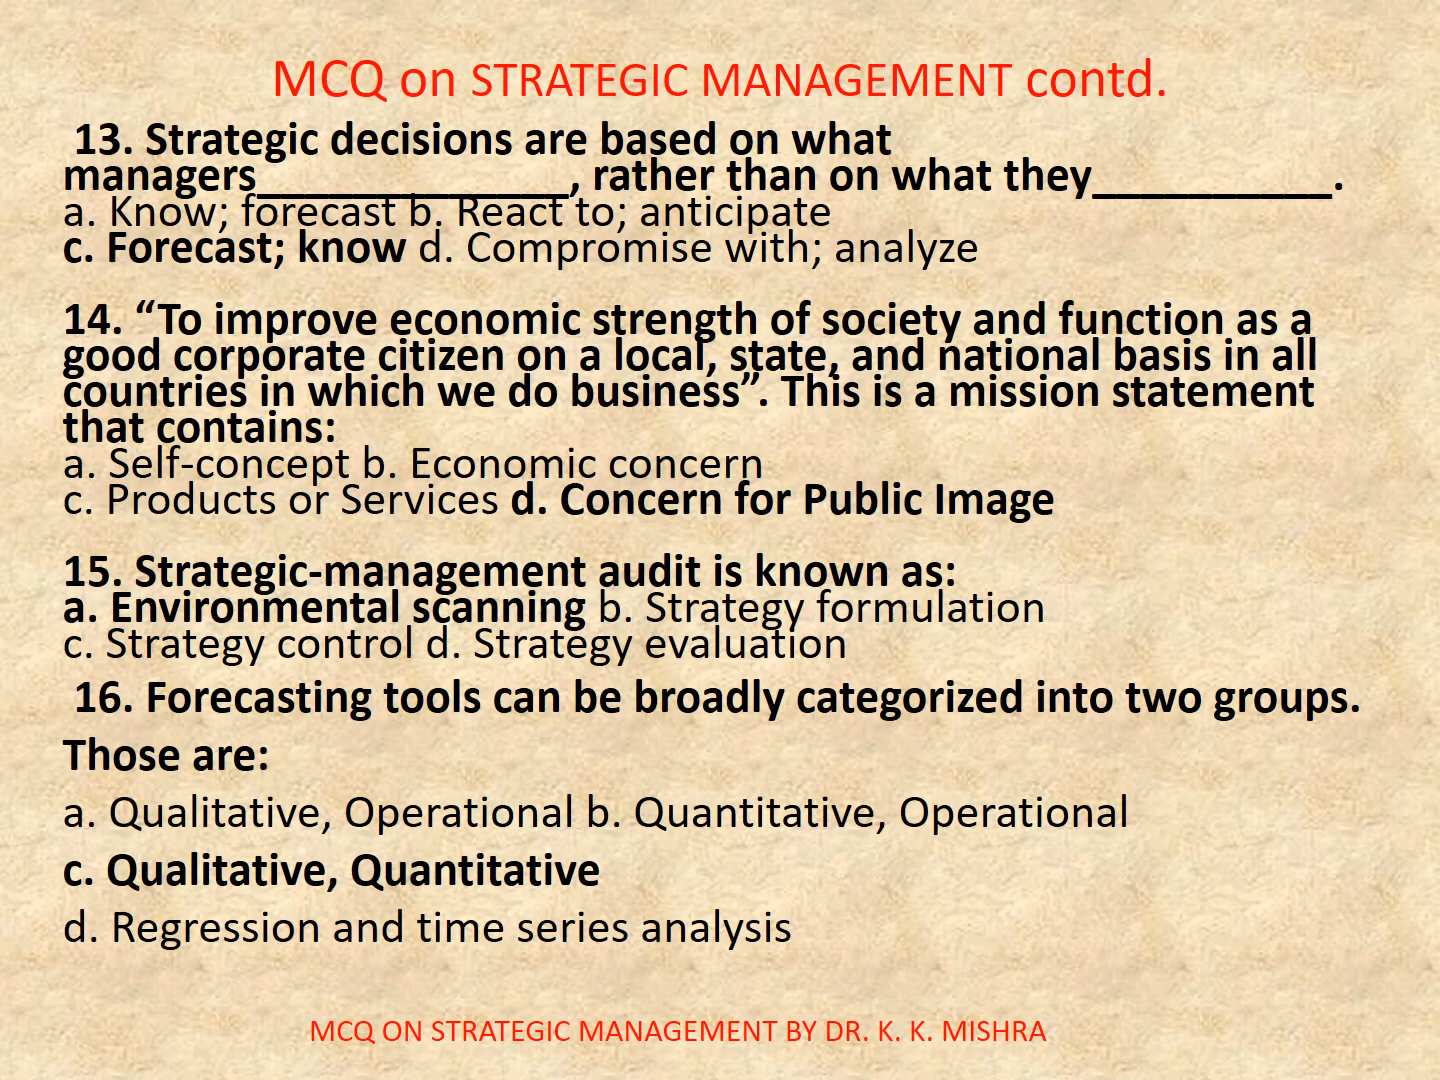 MCQ on STRATEGIC MANAGEMENT contd.
13. Strategic decisions are based on what
managers_____________, rather than on what they__________.
a. Know; forecast b. React to; anticipate
c. Forecast; know d. Compromise with; analyze
14. “To improve economic strength of society and function as a
good corporate citizen on a local, state, and national basis in all
countries in which we do business”. This is a mission statement
that contains:
a. Self-concept b. Economic concern
c. Products or Services d. Concern for Public Image
15. Strategic-management audit is known as:
a. Environmental scanning b. Strategy formulation
c. Strategy control d. Strategy evaluation
16. Forecasting tools can be broadly categorized into two groups.
Those are:
a. Qualitative, Operational b. Quantitative, Operational
c. Qualitative, Quantitative
d. Regression and time series analysis
MCQ ON STRATEGIC MANAGEMENT BY DR. K. K. MISHRA